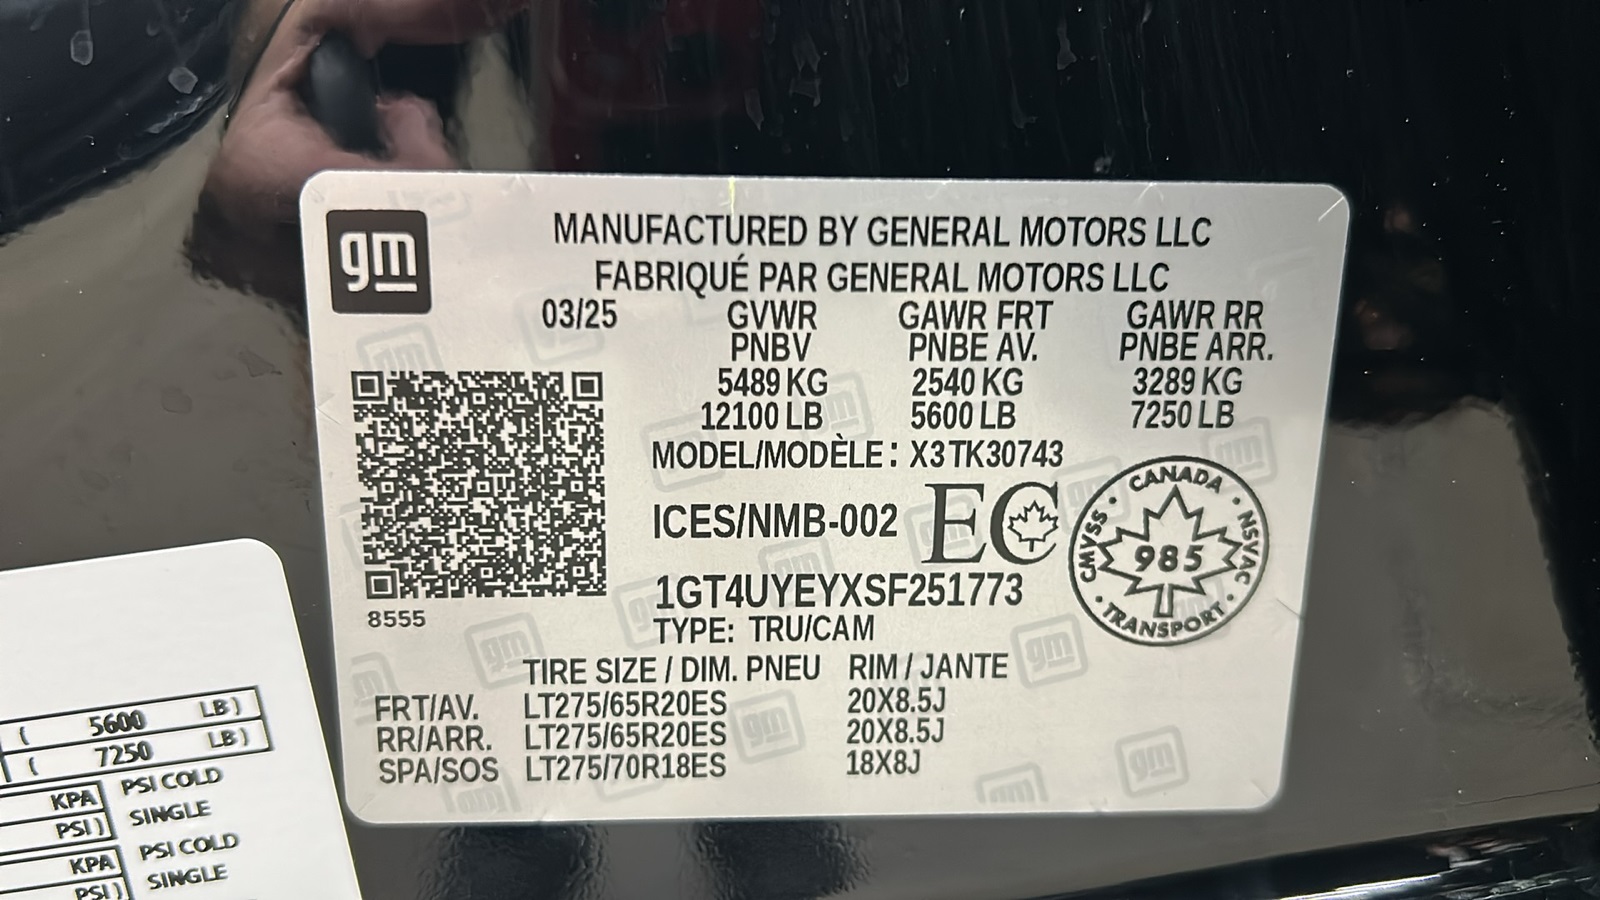 gm
MANUFACTURED BY GENERAL MOTORS LLC
FABRIQUÉ PAR GENERAL MOTORS LLC
03/25 GVWR GAWR FRT GAWR RR
PNBV PNBE AV. PNBE ARR.
5489 KG 2540 KG 3289 KG
12100 LB 5600 LB 7250 LB
MODEL/MODÈLE: X3 TK30743
ICES/NMB-002 EC
CANADA
CMVSS 985 NSVAC
TRANSPORT
1GT4UYEYXSF251773
8555
TYPE: TRU/CAM
TIRE SIZE / DIM. PNEU RIM / JANTE
FRT/AV. LT275/65R20ES 20X8.5J
RR/ARR. LT275/65R20ES 20X8.5J
SPA/SOS LT275/70R18ES 18X8J
( 5600 LB )
( 7250 LB )
KPA PSI COLD
PSI ) SINGLE
KPA PSI COLD
PSI ) SINGLE